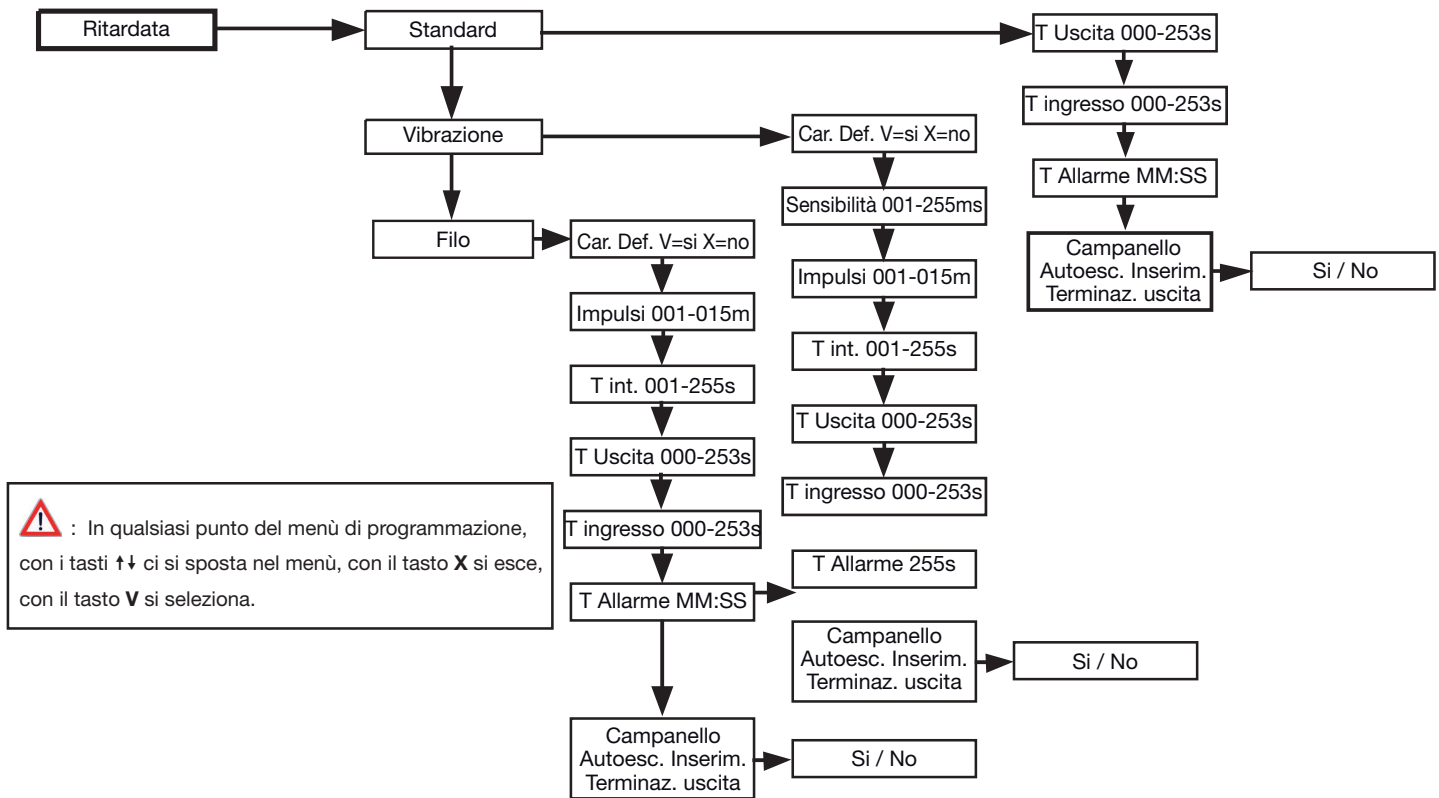 Ritardata
Standard
T Uscita 000-253s
T ingresso 000-253s
T Allarme MM:SS
Campanello
Autoesc. Inserim.
Terminaz. uscita
Si / No
Vibrazione
Car. Def. V=si X=no
Sensibilità 001-255ms
Impulsi 001-015m
T int. 001-255s
T Uscita 000-253s
T ingresso 000-253s
T Allarme 255s
Campanello
Autoesc. Inserim.
Terminaz. uscita
Si / No
Filo
Car. Def. V=si X=no
Impulsi 001-015m
T int. 001-255s
T Uscita 000-253s
T ingresso 000-253s
T Allarme MM:SS
Campanello
Autoesc. Inserim.
Terminaz. uscita
Si / No
: In qualsiasi punto del menù di programmazione,
con i tasti ↑↓ ci si sposta nel menù, con il tasto X si esce,
con il tasto V si seleziona.